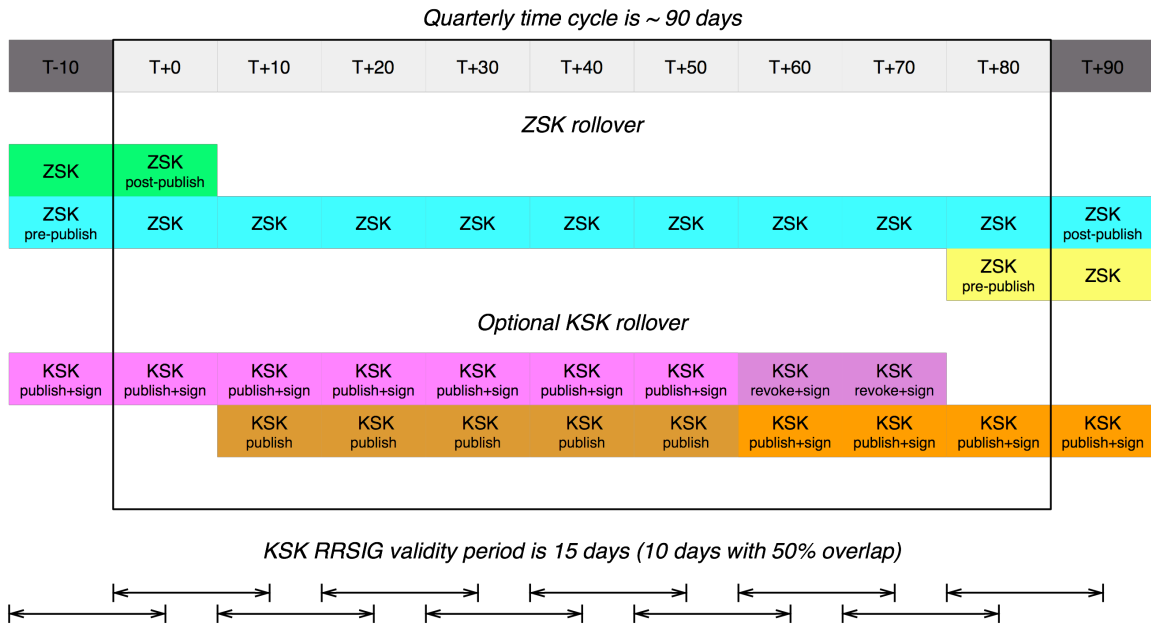 Quarterly time cycle is ~ 90 days
T-10 T+0 T+10 T+20 T+30 T+40 T+50 T+60 T+70 T+80 T+90
ZSK rollover
ZSK ZSK
post-publish
ZSK ZSK ZSK ZSK ZSK ZSK ZSK ZSK ZSK ZSK ZSK
pre-publish post-publish
ZSK ZSK
pre-publish
Optional KSK rollover
KSK KSK KSK KSK KSK KSK KSK KSK KSK
publish+sign publish+sign publish+sign publish+sign publish+sign publish+sign publish+sign revoke+sign revoke+sign
KSK KSK KSK KSK KSK KSK KSK KSK KSK
publish publish publish publish publish publish+sign publish+sign publish+sign publish+sign
KSK RRSIG validity period is 15 days (10 days with 50% overlap)